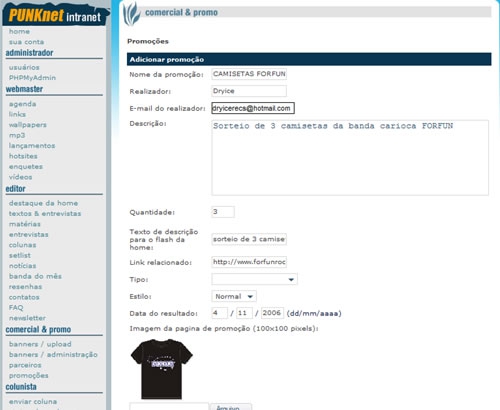 PUNKnet intranet
home
sua conta
administrador
usuários
PHPMyAdmin
webmaster
agenda
links
wallpapers
mp3
lançamentos
hotsites
enquetes
vídeos
editor
destaque da home
textos & entrevistas
matérias
entrevistas
colunas
setlist
notícias
banda do mês
resenhas
contatos
FAQ
newsletter
comercial & promo
banners / upload
banners / administração
parceiros
promoções
colunista
enviar coluna
comercial & promo
Promoções
Adicionar promoção
Nome da promoção: CAMISETAS FORFUN
Realizador: Dryice
E-mail do realizador: dryicerecs@hotmail.com
Descrição: Sorteio de 3 camisetas da banda carioca FORFUN
Quantidade: 3
Texto de descrição
para o flash da
home: sorteio de 3 camise
Link relacionado: http://www.forfunroc
Tipo:
Estilo: Normal
Data do resultado: 4 / 11 / 2006 (dd/mm/aaaa)
Imagem da pagina de promoção (100x100 pixels):
Arquivo...